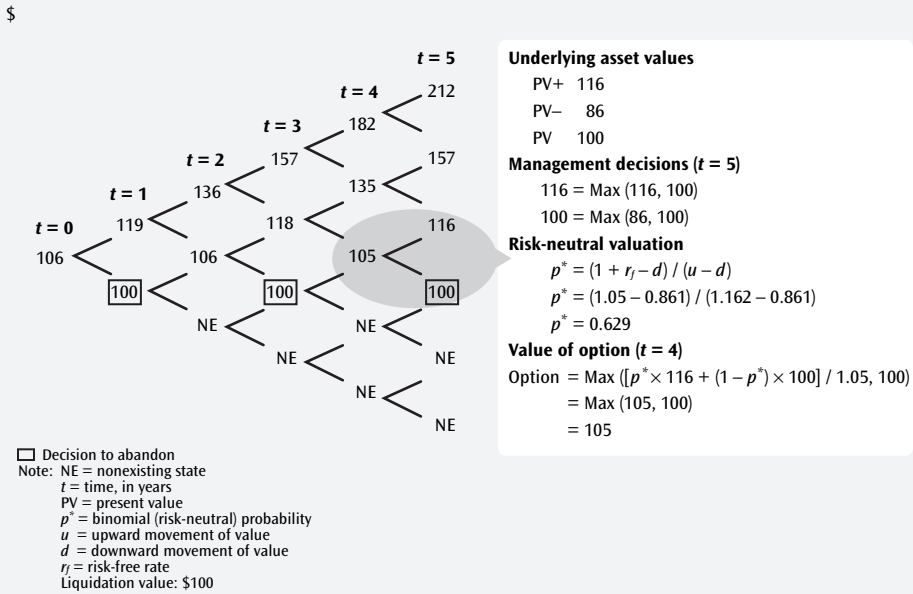 $
t = 5
t = 4 212
t = 3 182
t = 2 157 157
t = 1 136 135
t = 0 119 118 116
106 106 105
100 100 100
NE NE
NE NE
NE
NE
Decision to abandon
Note: NE = nonexisting state
t = time, in years
PV = present value
p* = binomial (risk-neutral) probability
u = upward movement of value
d = downward movement of value
rf = risk-free rate
Liquidation value: $100
Underlying asset values
PV+ 116
PV– 86
PV 100
Management decisions (t = 5)
116 = Max (116, 100)
100 = Max (86, 100)
Risk-neutral valuation
p* = (1 + rf – d) / (u – d)
p* = (1.05 – 0.861) / (1.162 – 0.861)
p* = 0.629
Value of option (t = 4)
Option = Max ([p* × 116 + (1 – p*) × 100] / 1.05, 100)
= Max (105, 100)
= 105